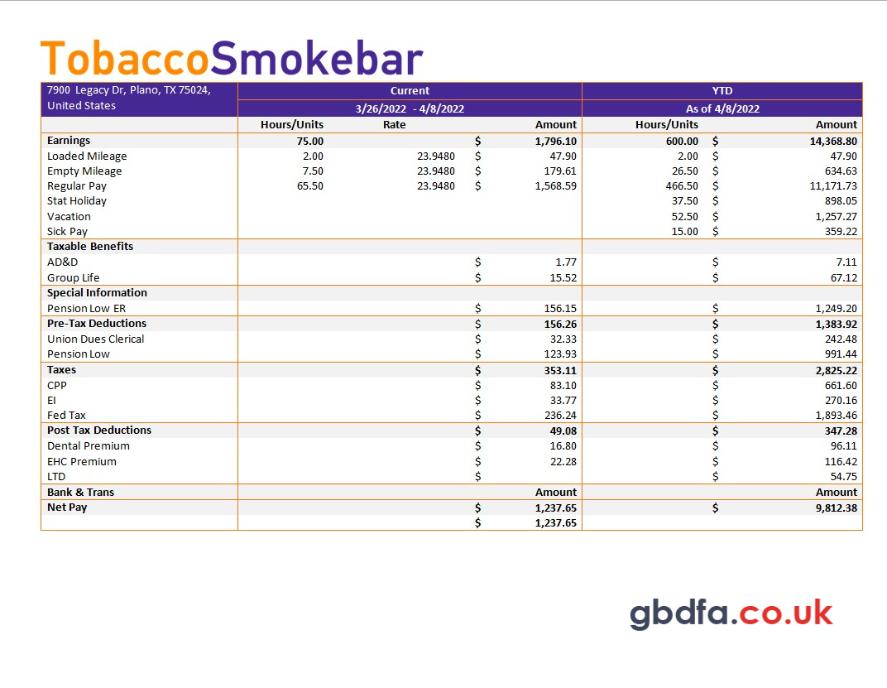 TobaccoSmokebar
7900 Legacy Dr, Plano, TX 75024, United States Current YTD
3/26/2022 - 4/8/2022 As of 4/8/2022
Hours/Units Rate Amount Hours/Units Amount
Earnings 75.00 $ 1,796.10 600.00 $ 14,368.80
Loaded Mileage 2.00 23.9480 $ 47.90 2.00 $ 47.90
Empty Mileage 7.50 23.9480 $ 179.61 26.50 $ 634.63
Regular Pay 65.50 23.9480 $ 1,568.59 466.50 $ 11,171.73
Stat Holiday 37.50 $ 898.05
Vacation 52.50 $ 1,257.27
Sick Pay 15.00 $ 359.22
Taxable Benefits
AD&D $ 1.77 $ 7.11
Group Life $ 15.52 $ 67.12
Special Information
Pension Low ER $ 156.15 $ 1,249.20
Pre-Tax Deductions $ 156.26 $ 1,383.92
Union Dues Clerical $ 32.33 $ 242.48
Pension Low $ 123.93 $ 991.44
Taxes $ 353.11 $ 2,825.22
CPP $ 83.10 $ 661.60
EI $ 33.77 $ 270.16
Fed Tax $ 236.24 $ 1,893.46
Post Tax Deductions $ 49.08 $ 347.28
Dental Premium $ 16.80 $ 96.11
EHC Premium $ 22.28 $ 116.42
LTD $ $ 54.75
Bank & Trans Amount Amount
Net Pay $ 1,237.65 $ 9,812.38
$ 1,237.65
gbdfa.co.uk